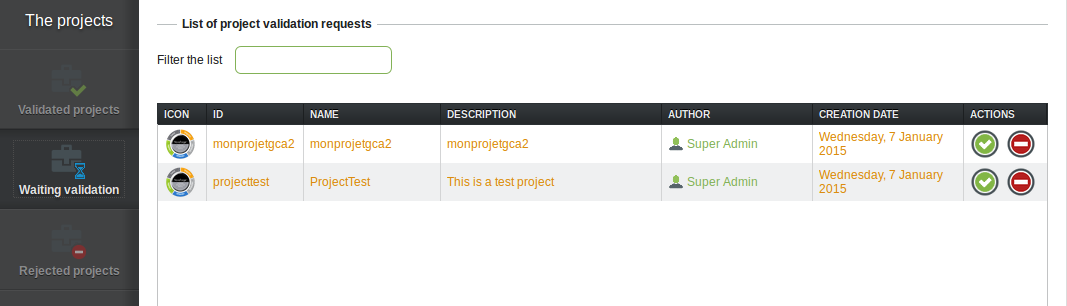 The projects
Validated projects
Waiting validation
Rejected projects
List of project validation requests
Filter the list
ICON ID NAME DESCRIPTION AUTHOR CREATION DATE ACTIONS
monprojetgca2 monprojetgca2 monprojetgca2 Super Admin Wednesday, 7 January
2015
projecttest ProjectTest This is a test project Super Admin Wednesday, 7 January
2015